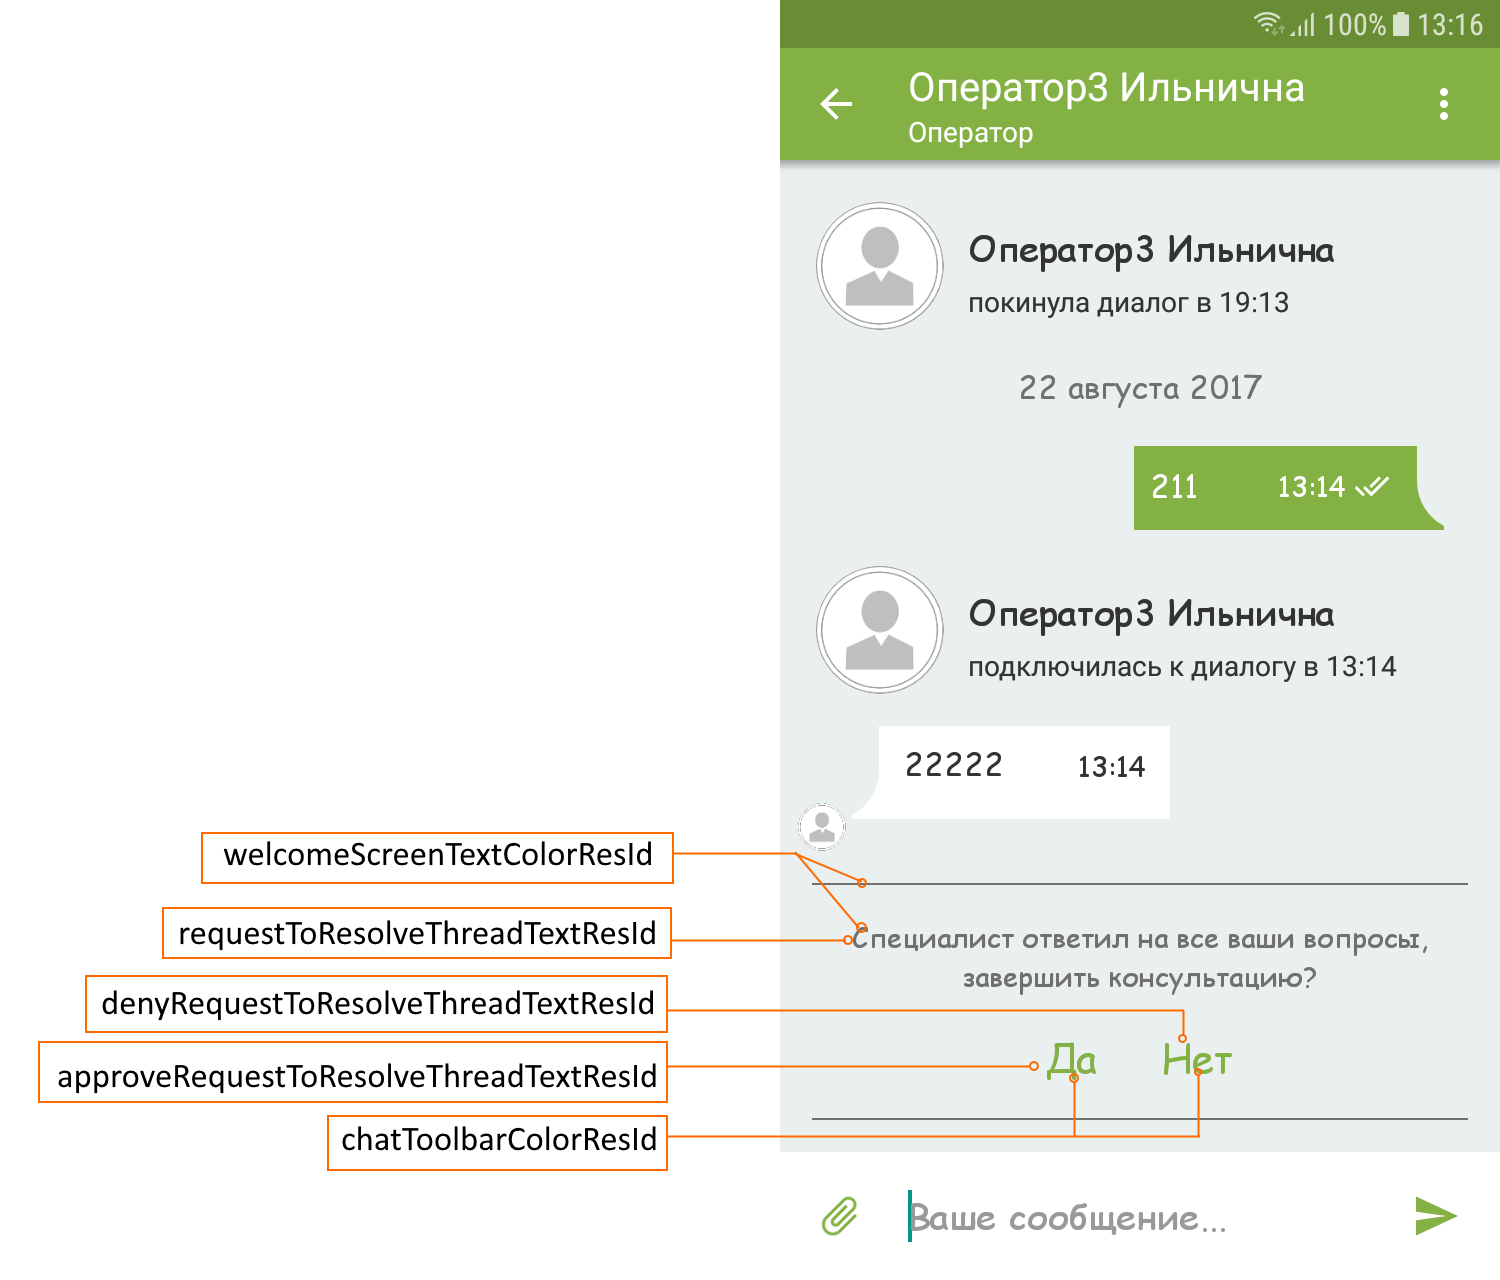 100% 13:16
Оператор3 Ильнична
Оператор
Оператор3 Ильнична
покинула диалог в 19:13
22 августа 2017
211 13:14
Оператор3 Ильнична
подключилась к диалогу в 13:14
22222 13:14
welcomeScreenTextColorResId
requestToResolveThreadTextResId
Специалист ответил на все ваши вопросы,
завершить консультацию?
denyRequestToResolveThreadTextResId
approveRequestToResolveThreadTextResId
Да Нет
chatToolbarColorResId
Ваше сообщение...